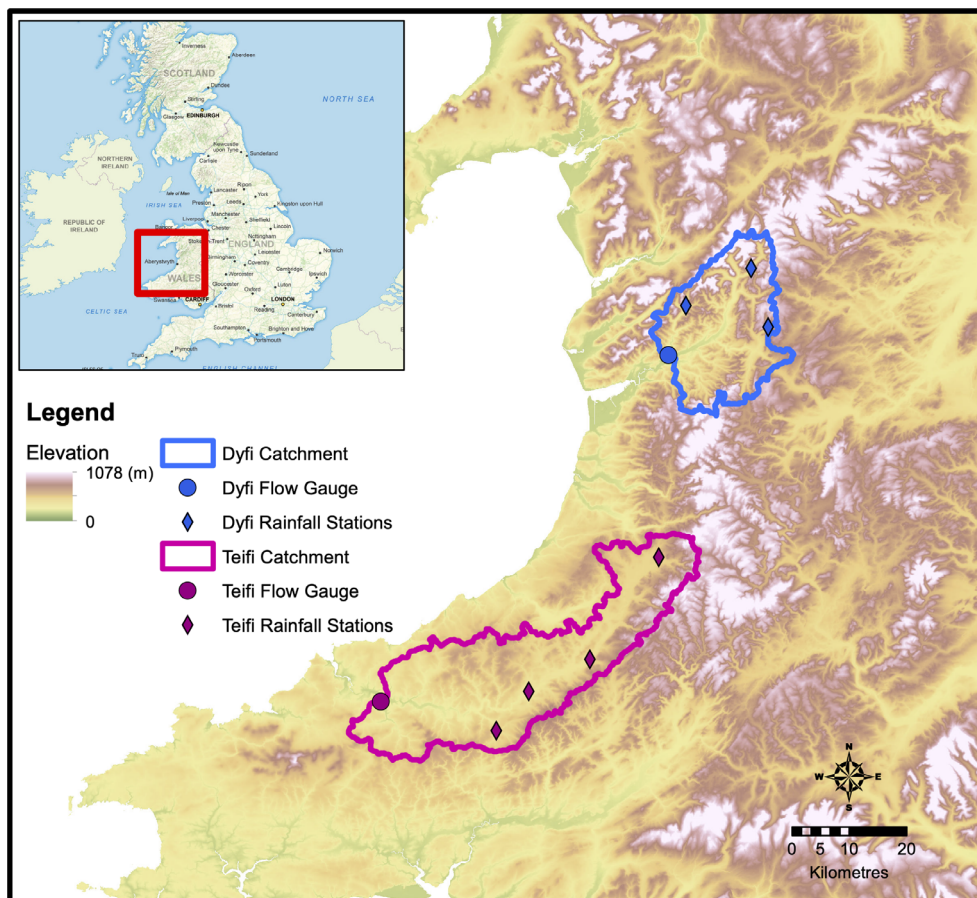 Inverness
Aberdeen
SCOTLAND
Dundee
Stirling
Glasgow
EDINBURGH
NORTH SEA
Newcastle
upon Tyne
Sunderland
Carlisle
NORTHERN
IRELAND
Isle of Man
Ripon
Lancaster
York
IRISH SEA
Preston
Leeds
Kingston upon Hull
Manchester
REPUBLIC OF
IRELAND
Liverpool
Sheffield
Bangor
Chester
Lincoln
Stoke
Trent
Nottingham
ENGLAND
Norwich
Leicester
Aberystwyth
Birmingham
Coventry
Cambridge
Worcester
Ipswich
WALES
Gloucester
Luton
Oxford
Swansea
CARDIFF
Bristol
LONDON
Reading
Canterbury
CELTIC SEA
Southampton
Brighton and Hove
Portsmouth
Plymouth
Truro
ENGLISH CHANNEL
ISLES OF
Legend
Elevation
1078 (m)
0
Dyfi Catchment
Dyfi Flow Gauge
Dyfi Rainfall Stations
Teifi Catchment
Teifi Flow Gauge
Teifi Rainfall Stations
N
W E
S
0 5 10 20
Kilometres